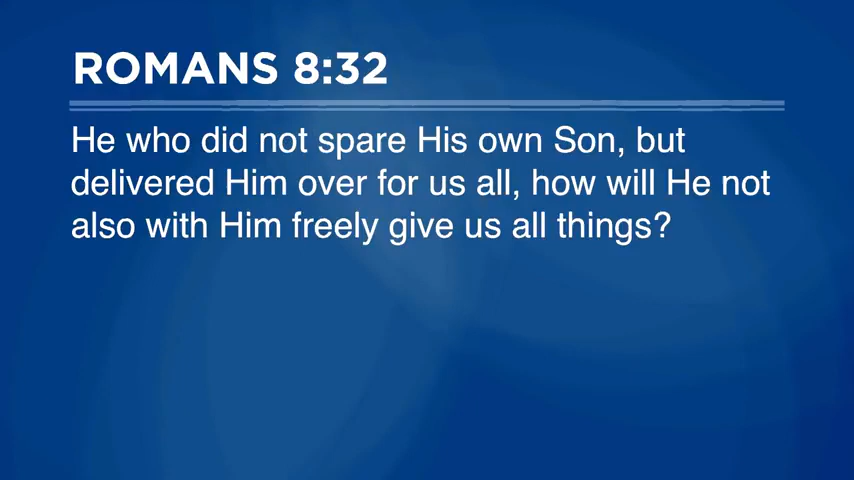 ROMANS 8:32
He who did not spare His own Son, but
delivered Him over for us all, how will He not
also with Him freely give us all things?